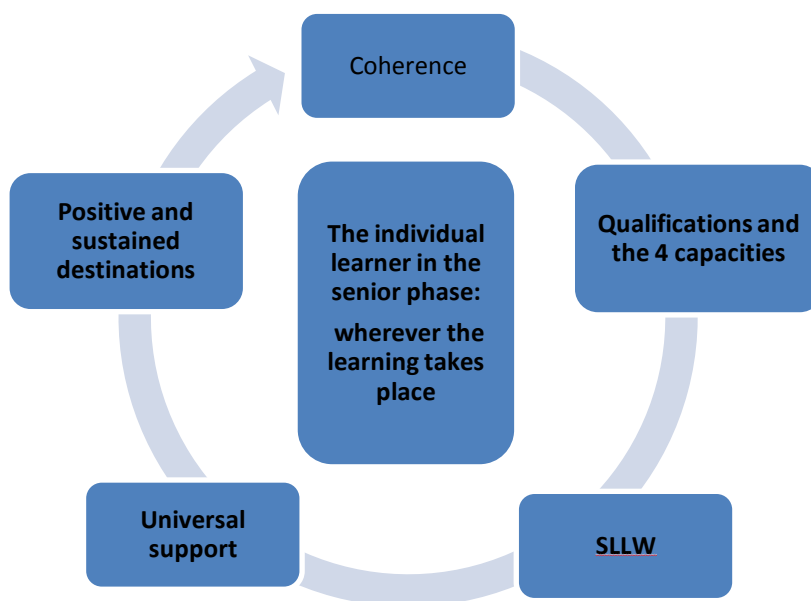 Coherence
Qualifications and
the 4 capacities
SLLW
Universal
support
Positive and
sustained
destinations
The individual
learner in the
senior phase:
wherever the
learning takes
place